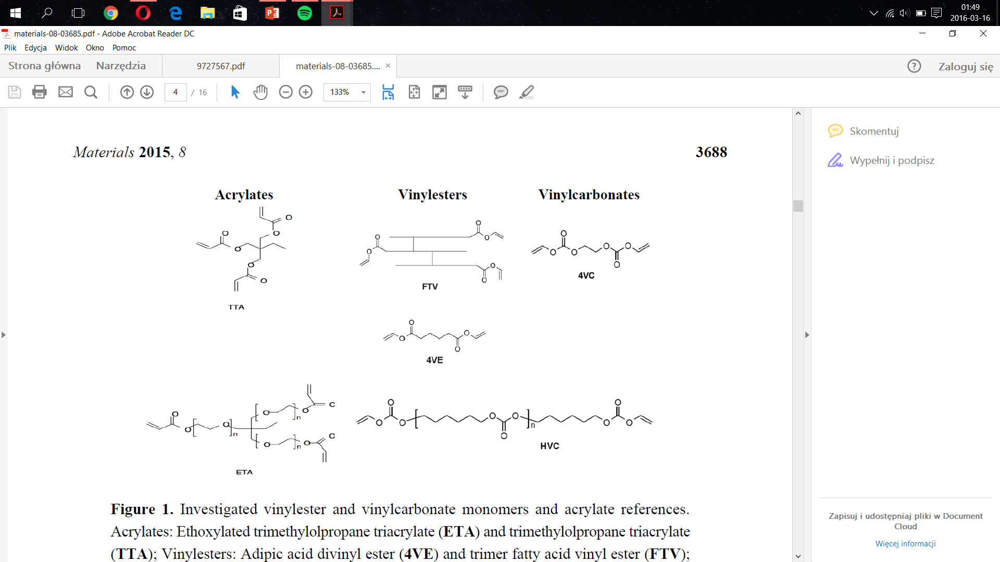 01:49
2016-03-16
materials-08-03685.pdf - Adobe Acrobat Reader DC
Plik Edycja Widok Okno Pomoc
Strona główna Narzędzia 9727567.pdf materials-08-03685.... × ? Zaloguj się
4 / 16 133%
Skomentuj
Wypełnij i podpisz
Materials 2015, 8 3688
Acrylates Vinylesters Vinylcarbonates
O
O
O
O
O
O
TTA
O
O
O
O
O
O
FTV
O
O
O
O
O
O
4VC
O
O
O
O
4VE
O
O
O
n
O
O
n
O
O
O
n
O
ETA
O
O
O
O
O
O
n
O
O
O
HVC
Figure 1. Investigated vinylester and vinylcarbonate monomers and acrylate references.
Acrylates: Ethoxylated trimethylolpropane triacrylate (ETA) and trimethylolpropane triacrylate
(TTA); Vinylesters: Adipic acid divinyl ester (4VE) and trimer fatty acid vinyl ester (FTV);
Zapisuj i udostępniaj pliki w Document
Cloud
Więcej informacji